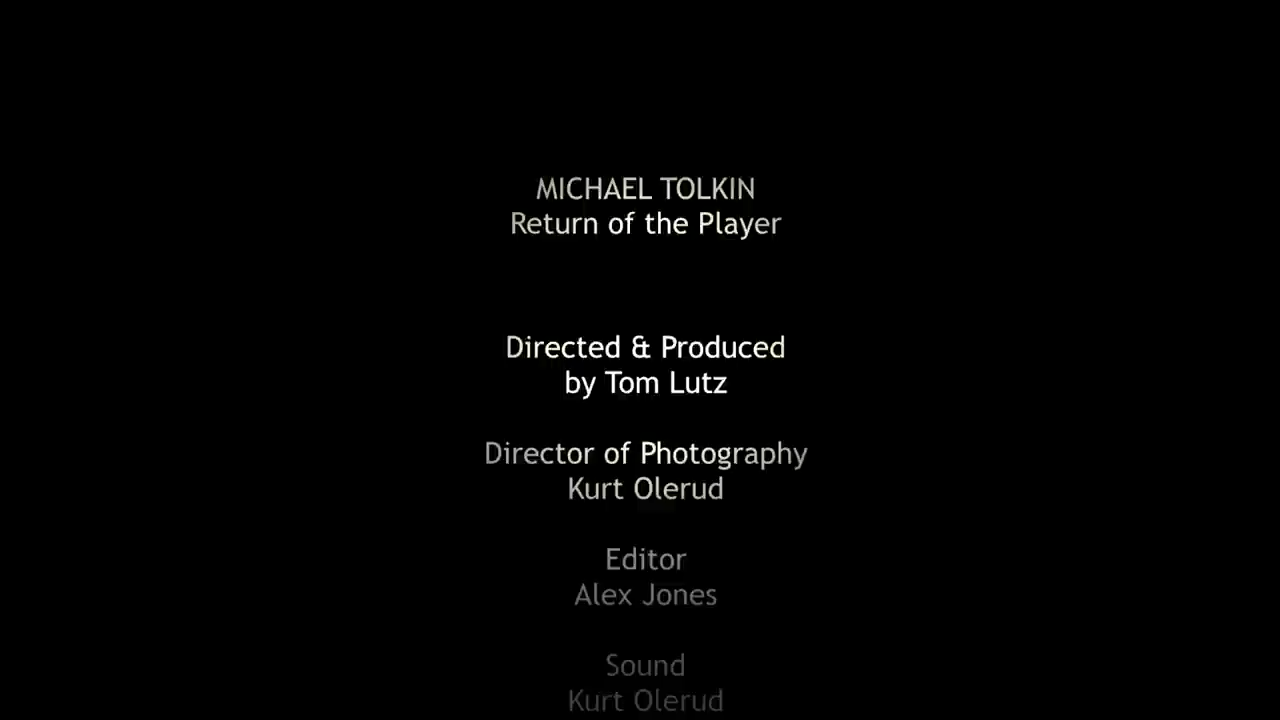 MICHAEL TOLKIN
Return of the Player
Directed & Produced
by Tom Lutz
Director of Photography
Kurt Olerud
Editor
Alex Jones
Sound
Kurt Olerud